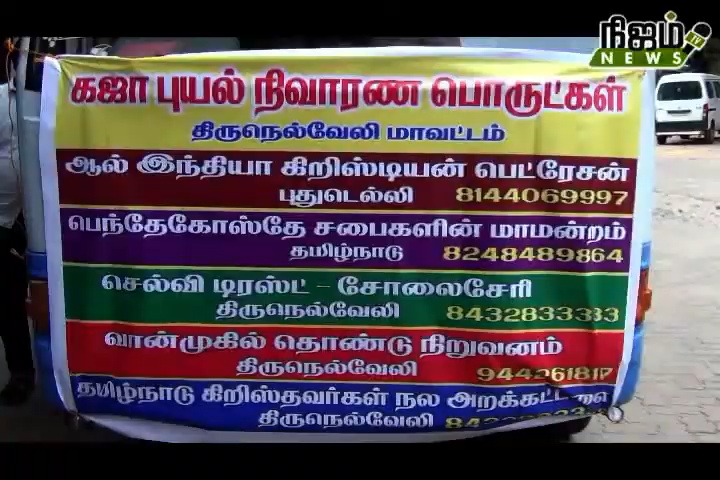 நிஜம் TV
NEWS
கஜா புயல் நிவாரண பொருட்கள்
திருநெல்வேலி மாவட்டம்
ஆல் இந்தியா கிறிஸ்டியன் பெட்ரேசன்
புதுடெல்லி 8144069997
பெந்தேகோஸ்தே சபைகளின் மாமன்றம்
தமிழ்நாடு 8248489864
செல்வி டிரஸ்ட் - சோலைசேரி
திருநெல்வேலி 8432833333
வான்முகில் தொண்டு நிறுவனம்
திருநெல்வேலி
தமிழ்நாடு கிறிஸ்தவர்கள் நல அறக்கட்டளை
திருநெல்வேலி